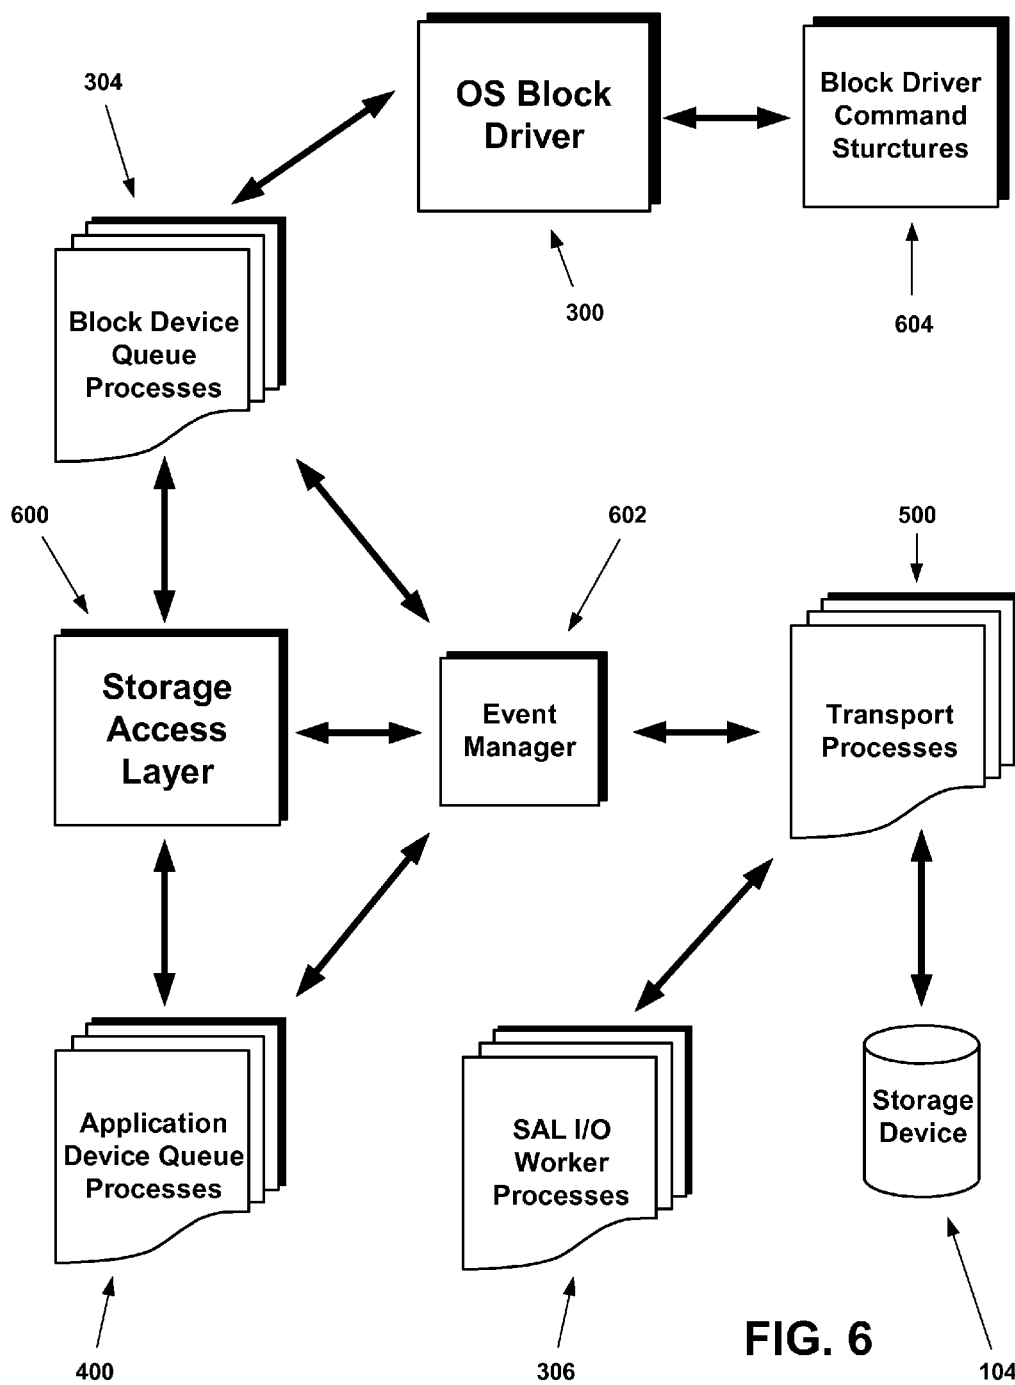 304
OS Block
Driver
Block Driver
Command
Sturctures
300
604
Block Device
Queue
Processes
600
602
500
Storage
Access
Layer
Event
Manager
Transport
Processes
Application
Device Queue
Processes
SAL I/O
Worker
Processes
Storage
Device
400
306
FIG. 6
104